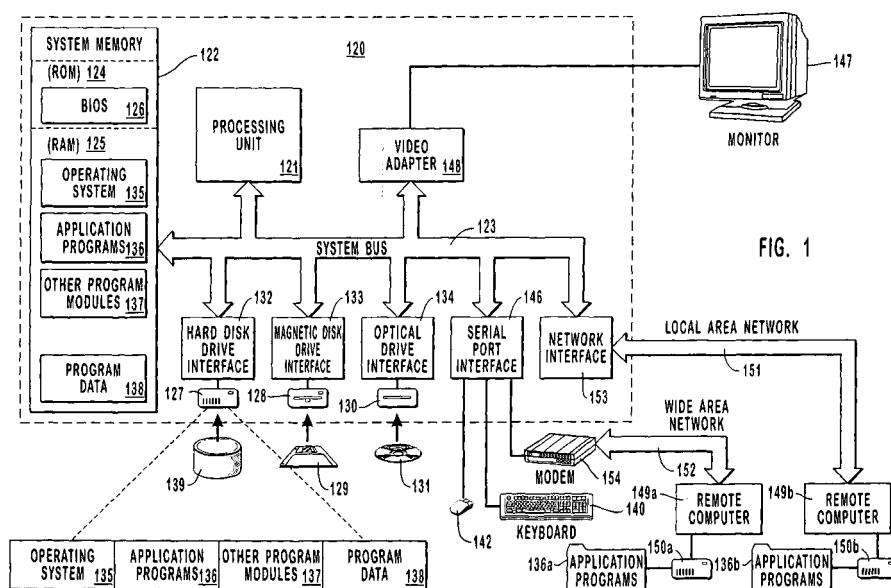 SYSTEM MEMORY
122
(ROM) 124
BIOS
126
(RAM) 125
OPERATING
SYSTEM 135
APPLICATION
PROGRAMS 136
OTHER PROGRAM
MODULES 137
PROGRAM
DATA 138
120
PROCESSING
UNIT
121
VIDEO
ADAPTER 148
147
MONITOR
123
SYSTEM BUS
FIG. 1
132
HARD DISK
DRIVE
INTERFACE
133
MAGNETIC DISK
DRIVE
INTERFACE
134
OPTICAL
DRIVE
INTERFACE
146
SERIAL
PORT
INTERFACE
NETWORK
INTERFACE
153
LOCAL AREA NETWORK
151
127
128
130
139
129
131
WIDE AREA
NETWORK
152
MODEM
154
142
KEYBOARD
140
149a
REMOTE
COMPUTER
149b
REMOTE
COMPUTER
OPERATING
SYSTEM 135
APPLICATION
PROGRAMS 136
OTHER PROGRAM
MODULES 137
PROGRAM
DATA 138
136a
APPLICATION
PROGRAMS
150a
136b
APPLICATION
PROGRAMS
150b